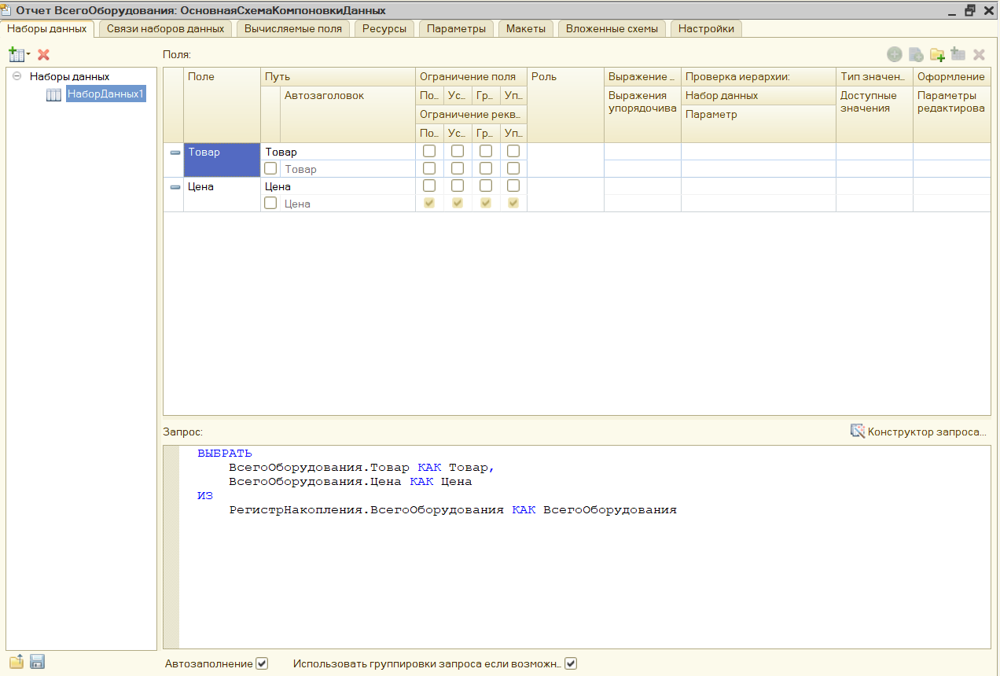 Отчет ВсегоОборудования: ОсновнаяСхемаКомпоновкиДанных
Наборы данных Связи наборов данных Вычисляемые поля Ресурсы Параметры Макеты Вложенные схемы Настройки
Поля:
Наборы данных
НаборДанных1
Поле Путь Ограничение поля Роль Выражение .. Проверка иерархии: Тип значен.. Оформление
Автозаголовок По.. Ус.. Гр.. Уп.. Выражения упорядочива Набор данных Доступные значения Параметры редактирова
Ограничение рекв.. Параметр
По.. Ус.. Гр.. Уп..
Товар Товар
Товар
Цена Цена
Цена
Запрос:
Конструктор запроса...
ВЫБРАТЬ
ВсегоОборудования.Товар КАК Товар,
ВсегоОборудования.Цена КАК Цена
ИЗ
РегистрНакопления.ВсегоОборудования КАК ВсегоОборудования
Автозаполнение Использовать группировки запроса если возможн..